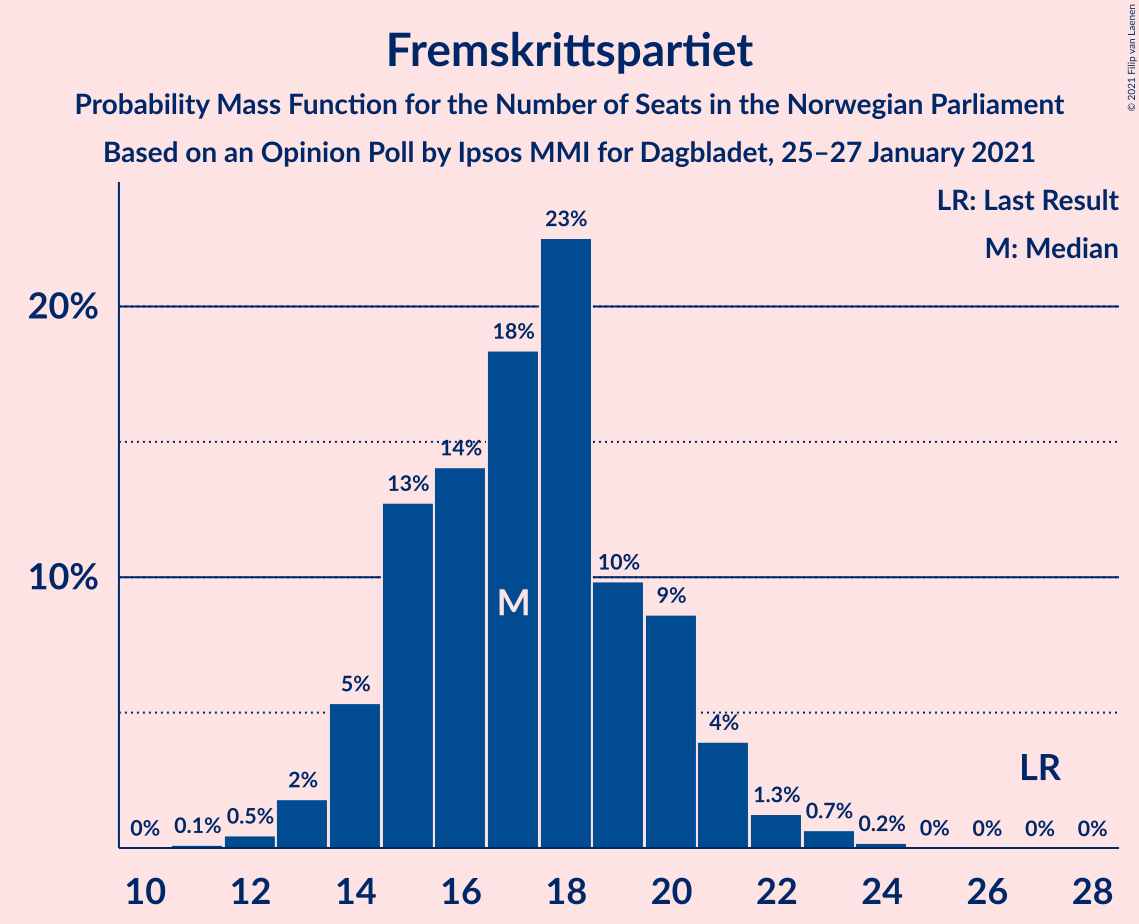 © 2021 Filip van Laenen
Fremskrittspartiet
Probability Mass Function for the Number of Seats in the Norwegian Parliament
Based on an Opinion Poll by Ipsos MMI for Dagbladet, 25–27 January 2021
LR: Last Result
M: Median
20%
10%
0%
0.1%
0.5%
2%
5%
13%
14%
18%
23%
10%
9%
4%
1.3%
0.7%
0.2%
0%
0%
0%
0%
M
LR
10 12 14 16 18 20 22 24 26 28